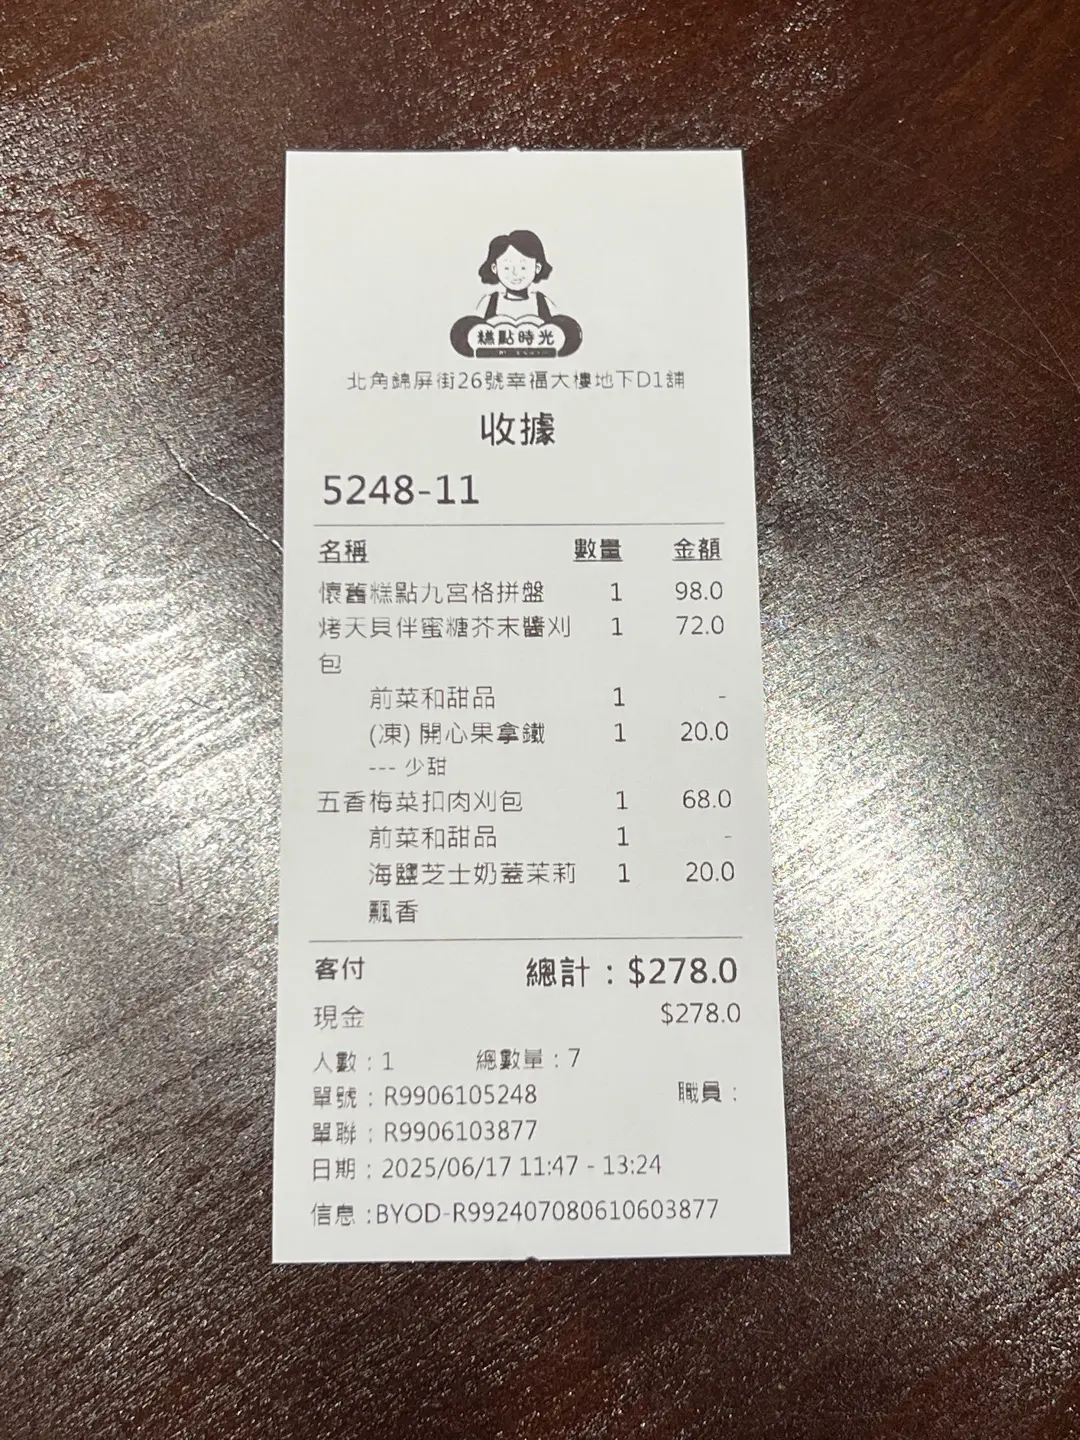 糕點時光
北角錦屏街26號幸福大樓地下D1舖
收據
5248-11
名稱 數量 金額
懷舊糕點九宮格拼盤 1 98.0
烤天貝伴蜜糖芥末醬刈 1 72.0
包
前菜和甜品 1 -
(凍) 開心果拿鐵 1 20.0
--- 少甜
五香梅菜扣肉刈包 1 68.0
前菜和甜品 1 -
海鹽芝士奶蓋茉莉 1 20.0
飄香
客付 總計：$278.0
現金 $278.0
人數：1 總數量：7
單號：R9906105248 職員：
單聯：R9906103877
日期：2025/06/17 11:47 - 13:24
信息：BYOD-R992407080610603877